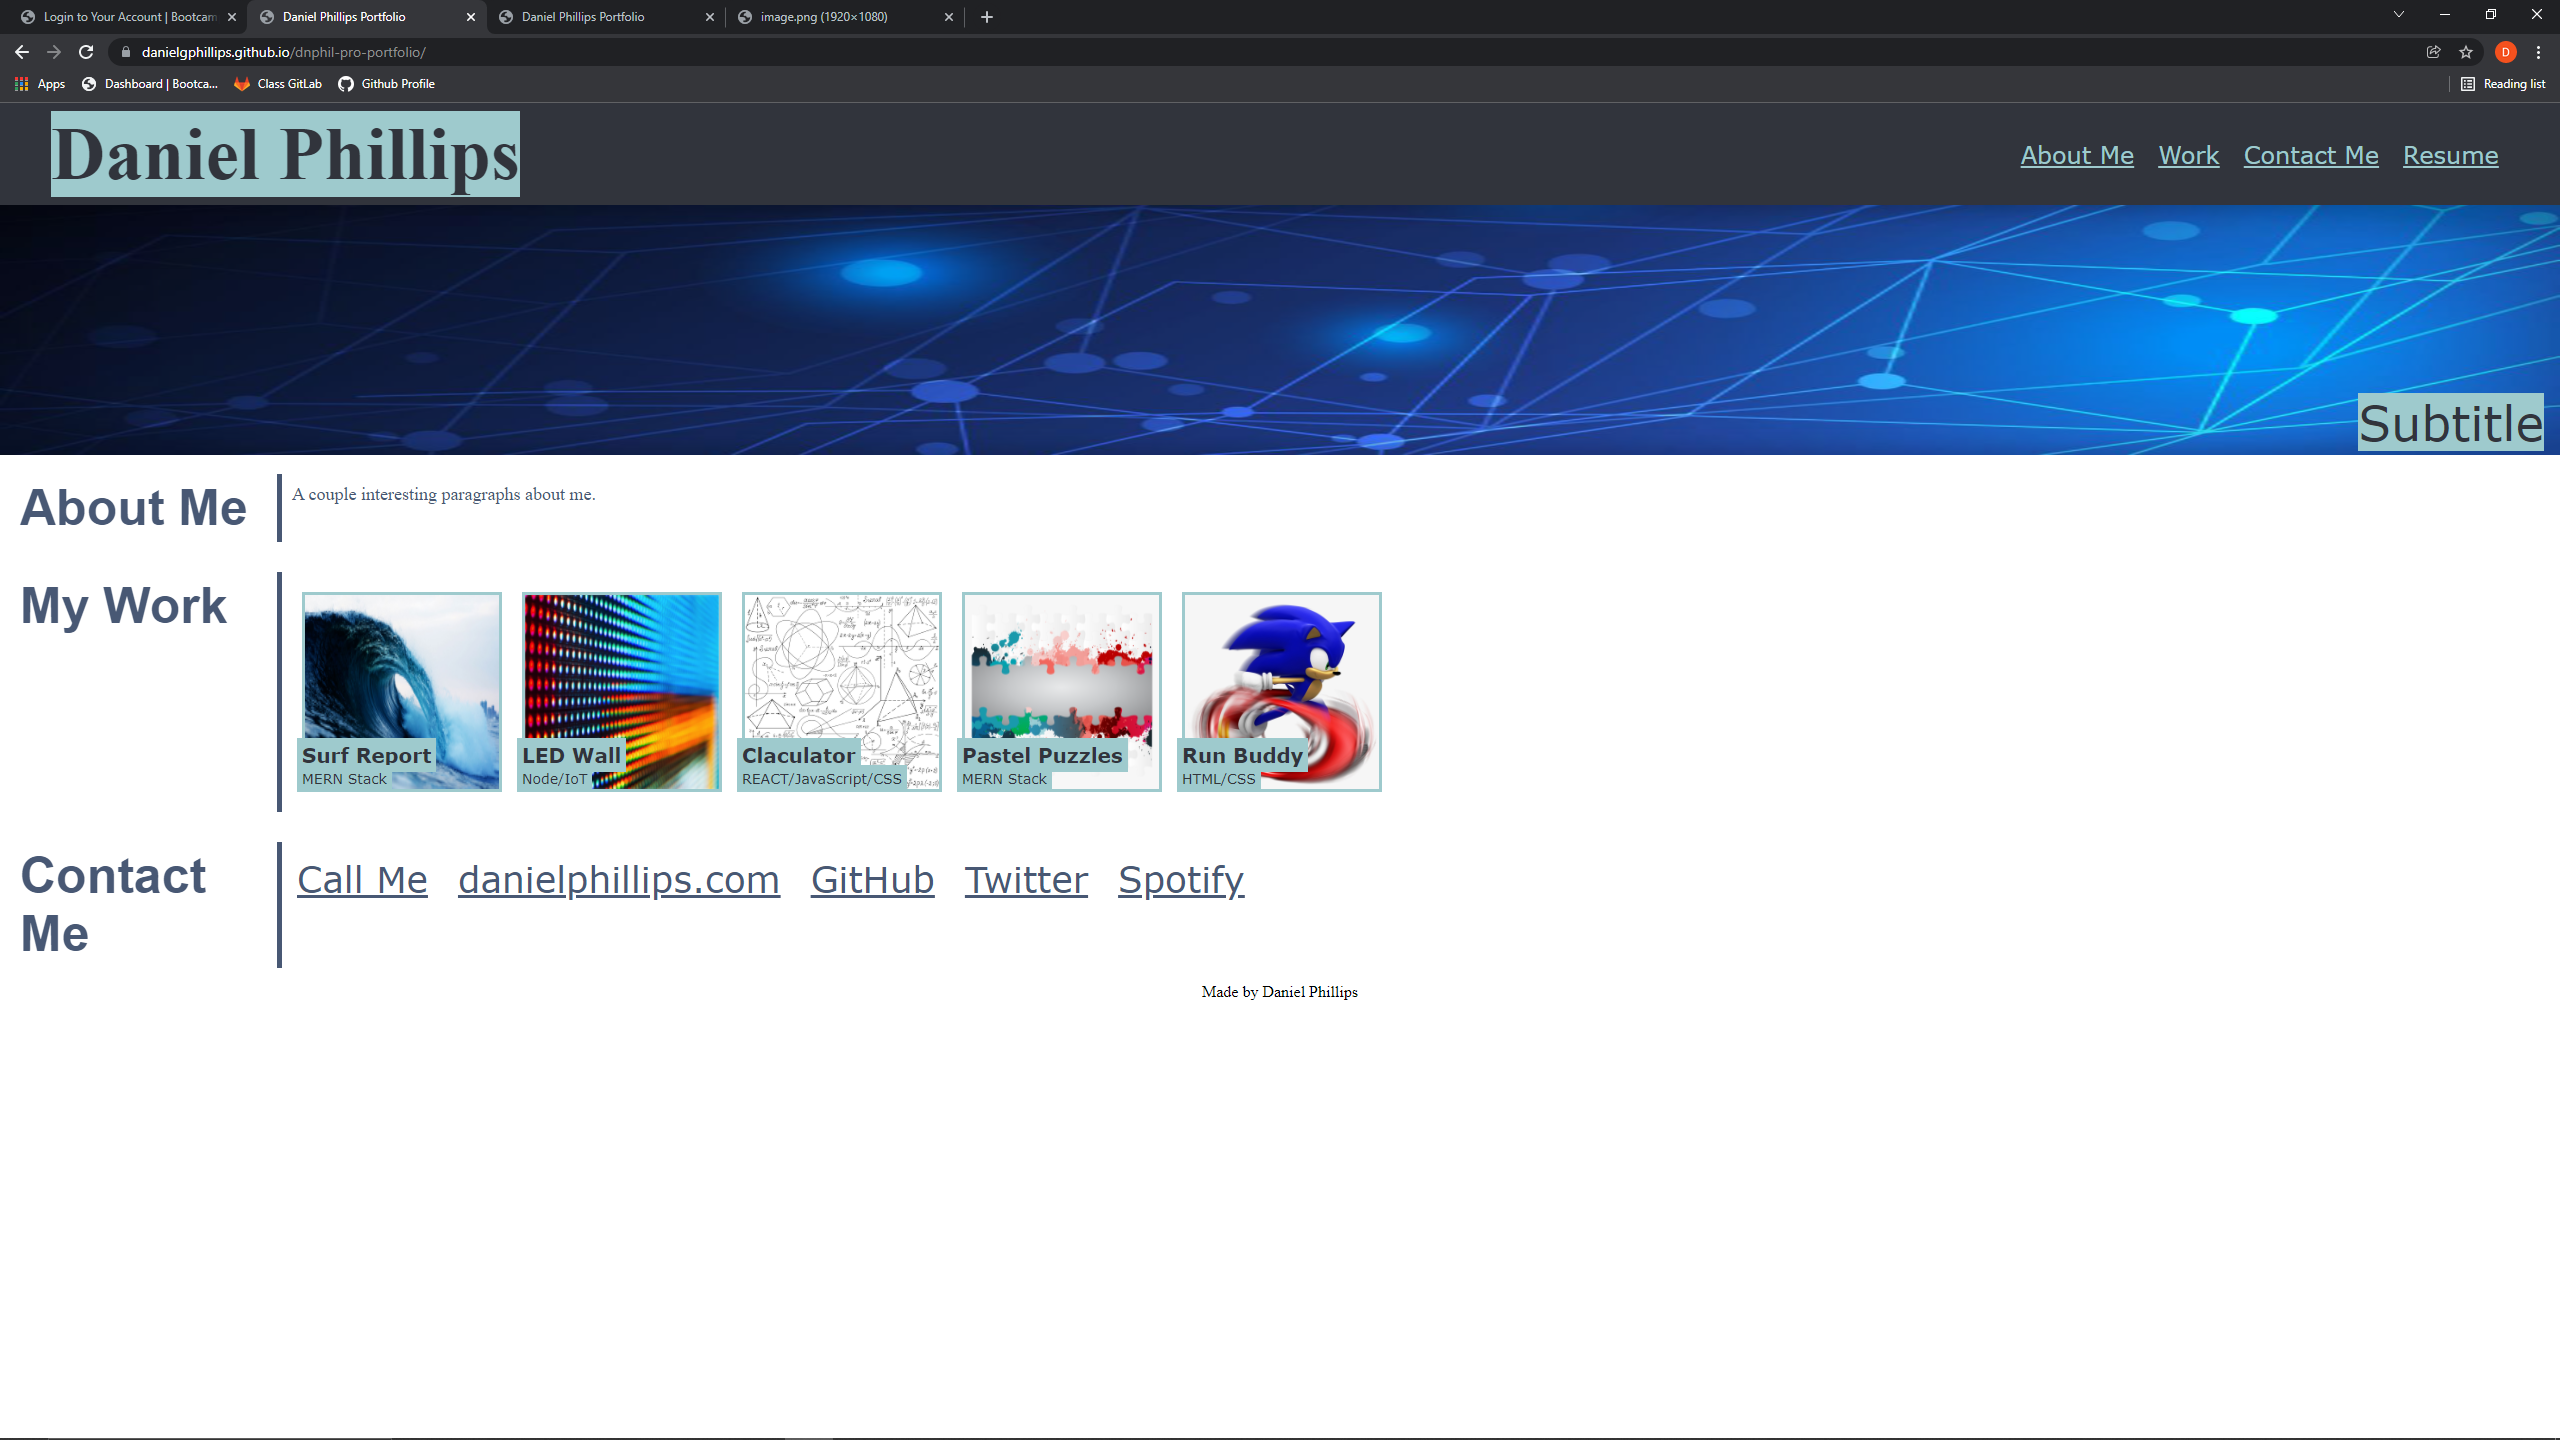 Login to Your Account | Bootcam
Daniel Phillips Portfolio
Daniel Phillips Portfolio
image.png (1920×1080)
danielgphillips.github.io/dnphil-pro-portfolio/
D
Apps
Dashboard | Bootca...
Class GitLab
Github Profile
Reading list
Daniel Phillips
About Me Work Contact Me Resume
Subtitle
About Me
A couple interesting paragraphs about me.
My Work
Surf Report
MERN Stack
LED Wall
Node/IoT
Claculator
REACT/JavaScript/CSS
Pastel Puzzles
MERN Stack
Run Buddy
HTML/CSS
Contact
Me
Call Me danielphillips.com GitHub Twitter Spotify
Made by Daniel Phillips